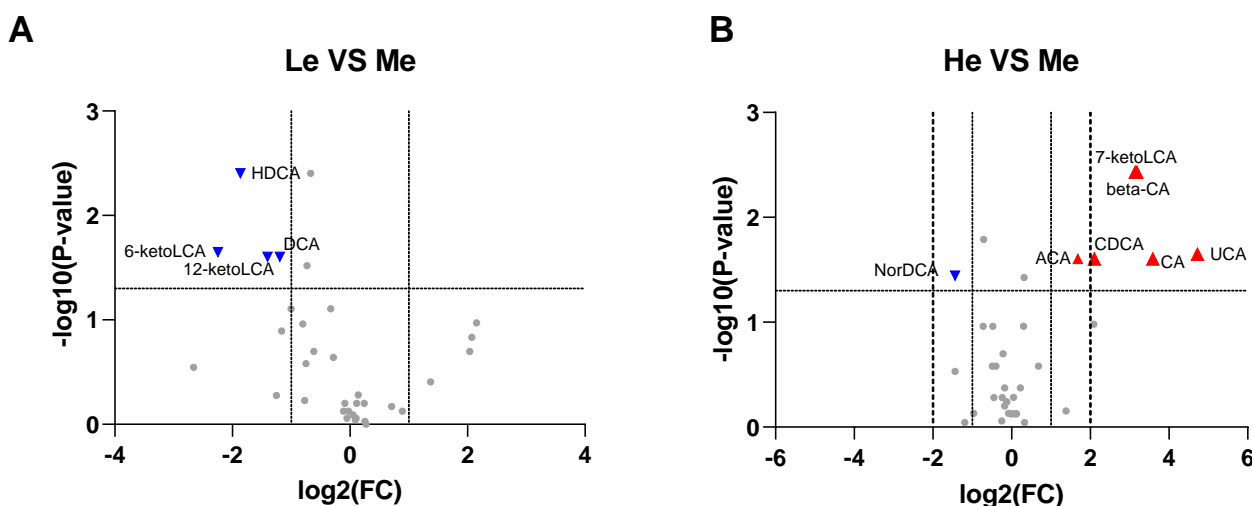 A
Le VS Me
-log10(P-value)
3
2
1
0
HDCA
6-ketoLCA
DCA
12-ketoLCA
-4
-2
0
2
4
log2(FC)
B
He VS Me
-log10(P-value)
3
2
1
0
7-ketoLCA
beta-CA
ACA
CDCA
CA
UCA
NorDCA
-6
-4
-2
0
2
4
6
log2(FC)